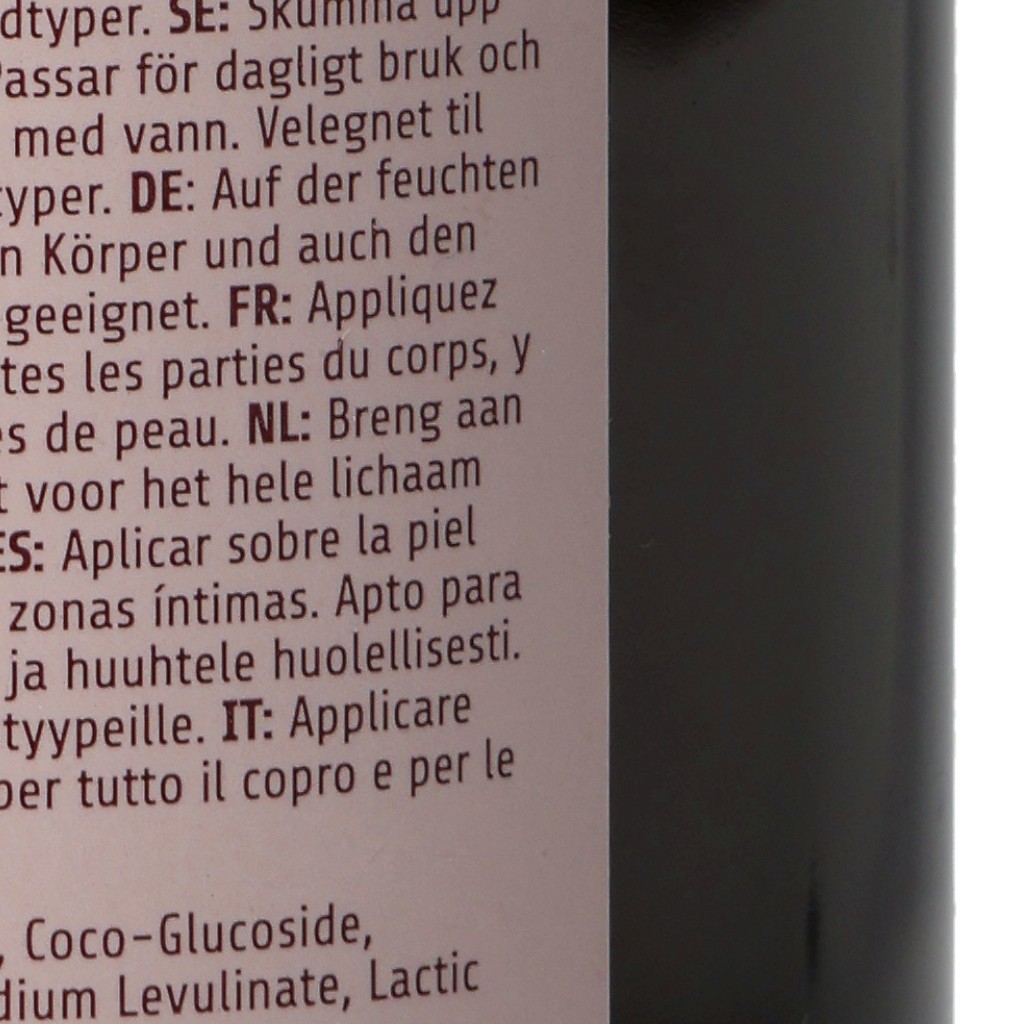 dtyper. SE: Skumma upp
Passar för dagligt bruk och
med vann. Velegnet til
typer. DE: Auf der feuchten
n Körper und auch den
geeignet. FR: Appliquez
tes les parties du corps, y
es de peau. NL: Breng aan
t voor het hele lichaam
ES: Aplicar sobre la piel
zonas íntimas. Apto para
ja huuhtele huolellisesti.
tyypeille. IT: Applicare
per tutto il copro e per le
, Coco-Glucoside,
dium Levulinate, Lactic